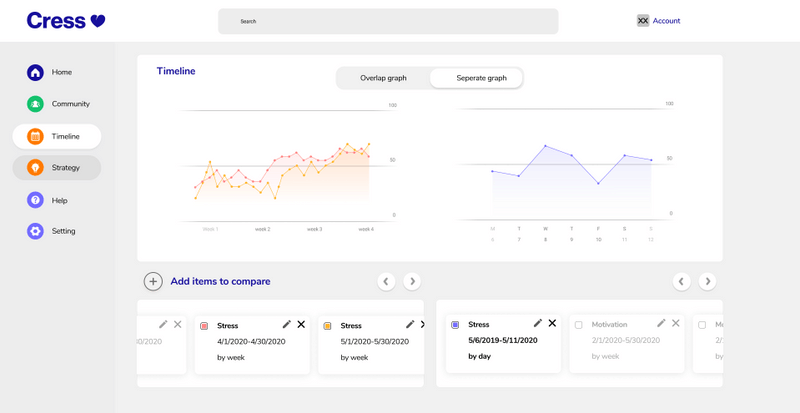 Cress
Search
XX Account
Home
Community
Timeline
Strategy
Help
Setting
Timeline
Overlap graph
Seperate graph
100
50
0
Week 1 week 2 week 3 week 4
100
50
0
M T W T F S S
6 7 8 9 10 11 12
Add items to compare
30/2020
Stress
4/1/2020-4/30/2020
by week
Stress
5/1/2020-5/30/2020
by week
Stress
5/6/2019-5/11/2020
by day
Motivation
2/1/2020-5/30/2020
by week
Mo
2/1
by